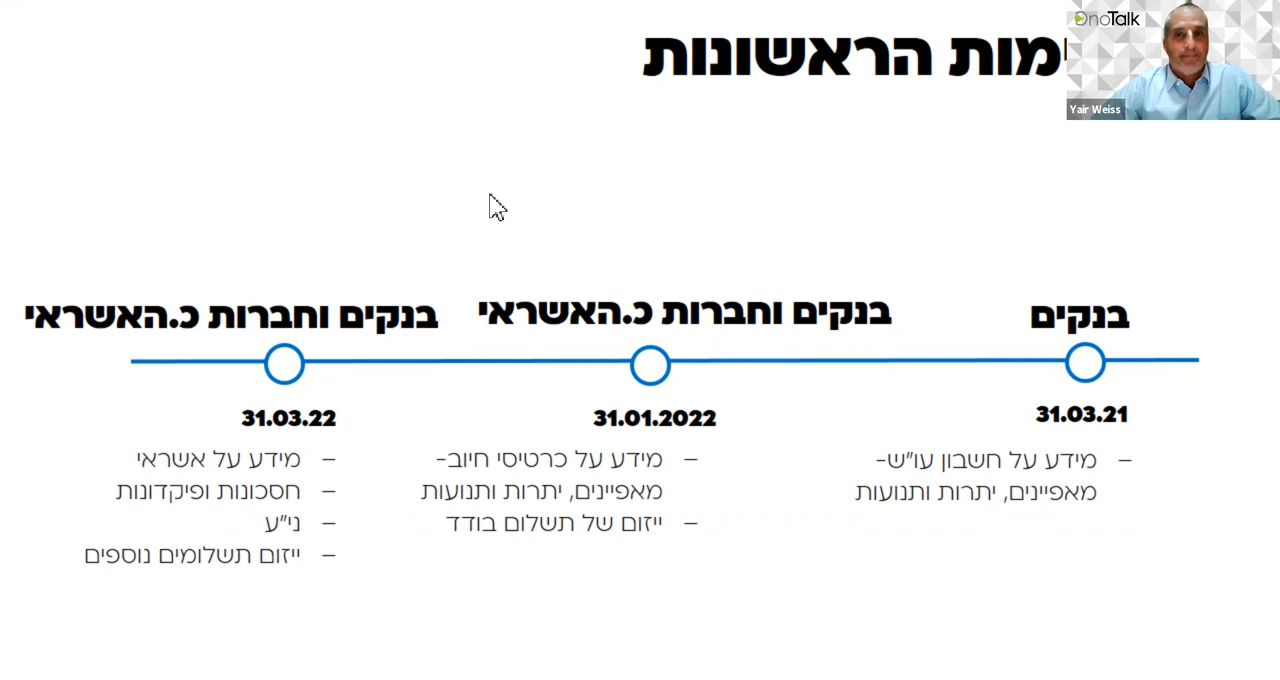 OnoTalk
Yair Weiss
הראשונות
בנקים
31.03.21
– מידע על חשבון עו"ש-
מאפיינים, יתרות ותנועות
בנקים וחברות כ.האשראי
31.01.2022
– מידע על כרטיסי חיוב-
מאפיינים, יתרות ותנועות
– ייזום של תשלום בודד
בנקים וחברות כ.האשראי
31.03.22
– מידע על אשראי
– חסכונות ופיקדונות
– ני"ע
– ייזום תשלומים נוספים